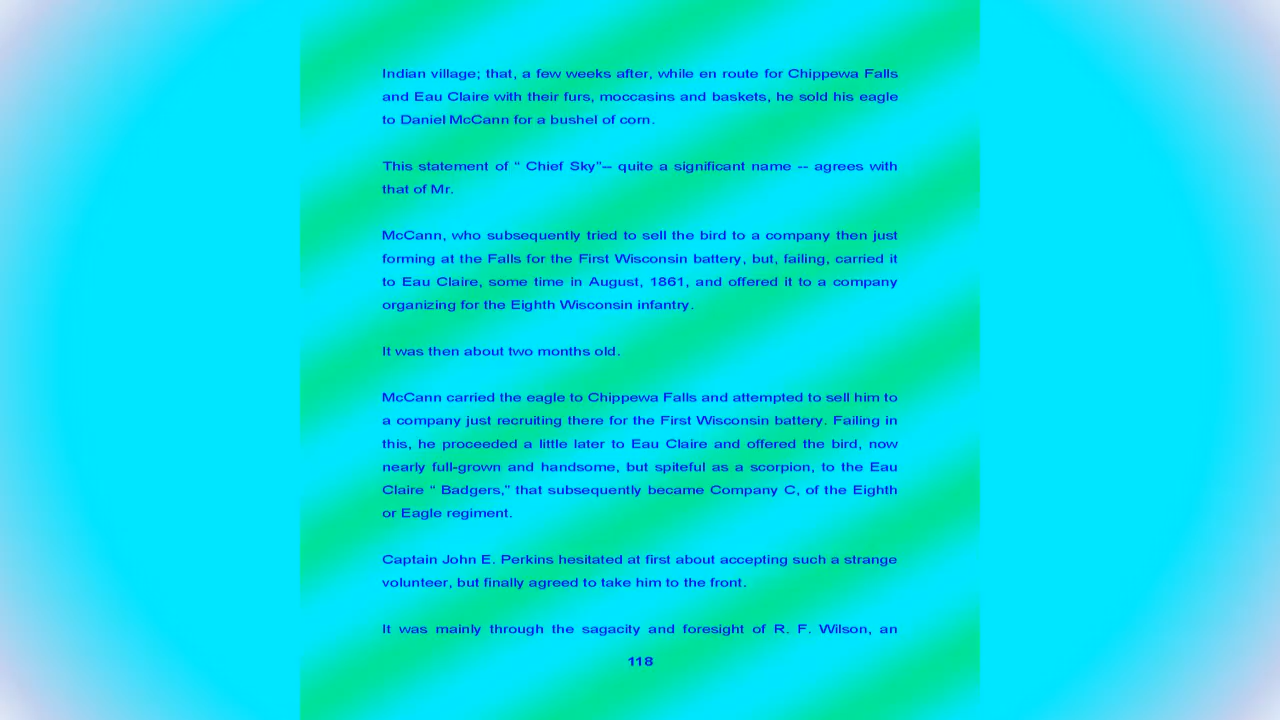 Indian village; that, a few weeks after, while en route for Chippewa Falls
and Eau Claire with their furs, moccasins and baskets, he sold his eagle
to Daniel McCann for a bushel of corn.
This statement of “ Chief Sky”-- quite a significant name -- agrees with
that of Mr.
McCann, who subsequently tried to sell the bird to a company then just
forming at the Falls for the First Wisconsin battery, but, failing, carried it
to Eau Claire, some time in August, 1861, and offered it to a company
organizing for the Eighth Wisconsin infantry.
It was then about two months old.
McCann carried the eagle to Chippewa Falls and attempted to sell him to
a company just recruiting there for the First Wisconsin battery. Failing in
this, he proceeded a little later to Eau Claire and offered the bird, now
nearly full-grown and handsome, but spiteful as a scorpion, to the Eau
Claire “ Badgers,” that subsequently became Company C, of the Eighth
or Eagle regiment.
Captain John E. Perkins hesitated at first about accepting such a strange
volunteer, but finally agreed to take him to the front.
It was mainly through the sagacity and foresight of R. F. Wilson, an
118